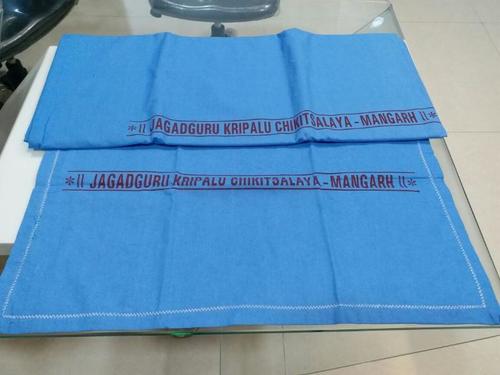 *॥ JAGADGURU KRIPALU CHIKITSALAYA - MANGARH ॥
*॥ JAGADGURU KRIPALU CHIKITSALAYA - MANGARH ॥*